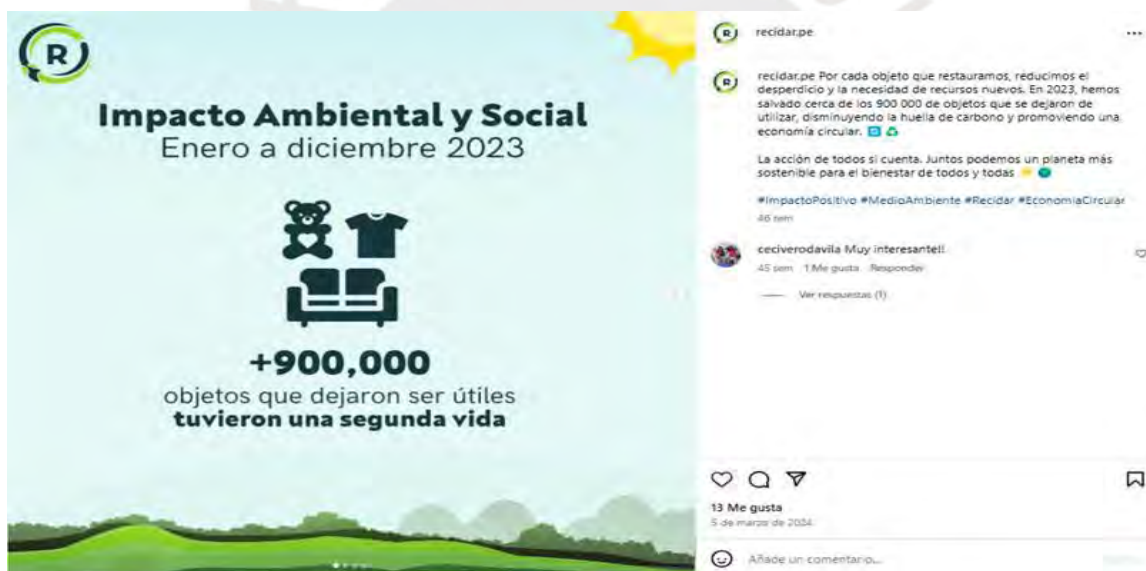 R
Impacto Ambiental y Social
Enero a diciembre 2023
+900,000
objetos que dejaron ser útiles
tuvieron una segunda vida
R
recidar.pe
R
recidar.pe Por cada objeto que restauramos, reducimos el
desperdicio y la necesidad de recursos nuevos. En 2023, hemos
salvado cerca de los 900 000 de objetos que se dejaron de
utilizar, disminuyendo la huella de carbono y promoviendo una
economía circular.
La acción de todos si cuenta. Juntos podemos un planeta más
sostenible para el bienestar de todos y todas
#ImpactoPositivo #MedioAmbiente #Recidar #EconomiaCircular
46 sem
ceciverodavila Muy interesante!!
45 sem 1 Me gusta Responder
Ver respuestas (1)
13 Me gusta
5 de marzo de 2024
Añade un comentario...